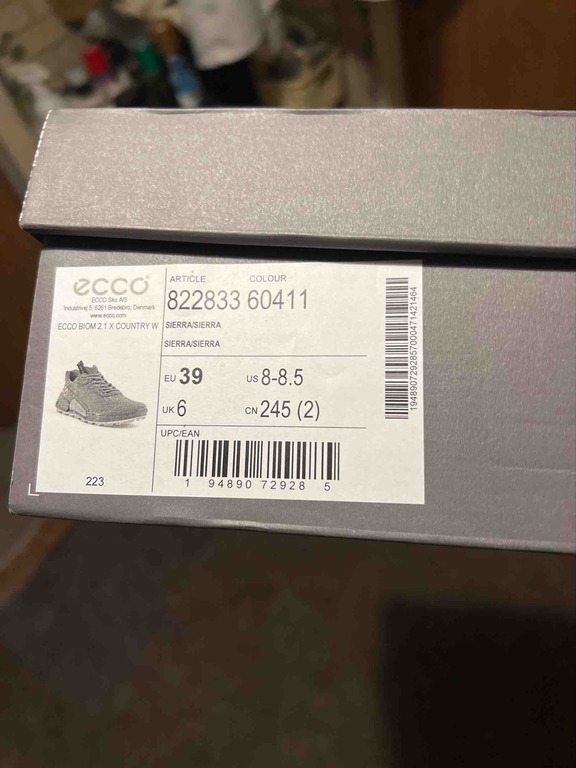 ecco
ECCO Sko A/S
Industrivej 5, 6261 Bredebro, Denmark
www.ecco.com
ECCO BIOM 2.1 X COUNTRY W
223
ARTICLE COLOUR
822833 60411
SIERRA/SIERRA
SIERRA/SIERRA
EU 39 US 8-8.5
UK 6 CN 245 (2)
UPC/EAN
1 94890 72928 5
1948907292857000471421464